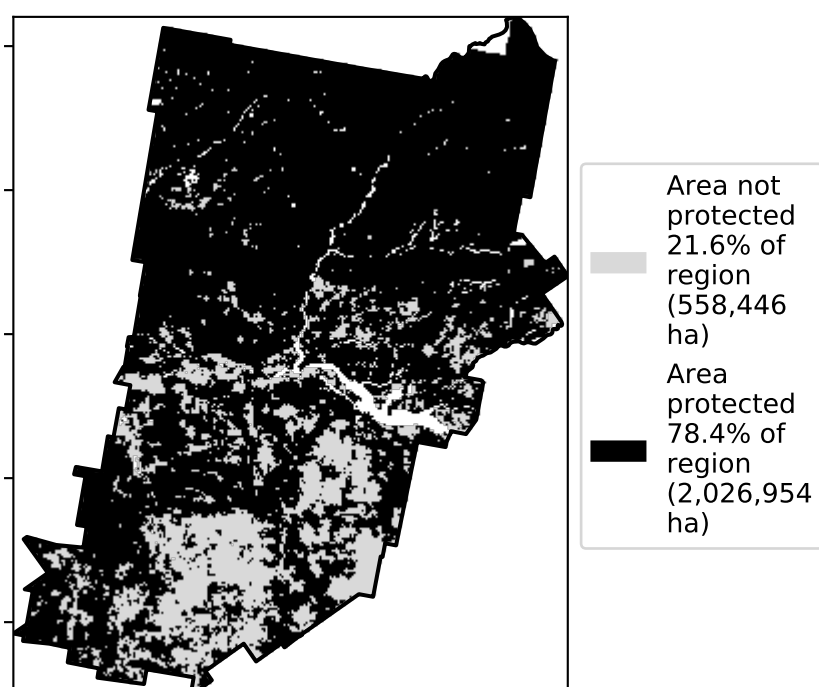 Area not
protected
21.6% of
region
(558,446
ha)
Area
protected
78.4% of
region
(2,026,954
ha)